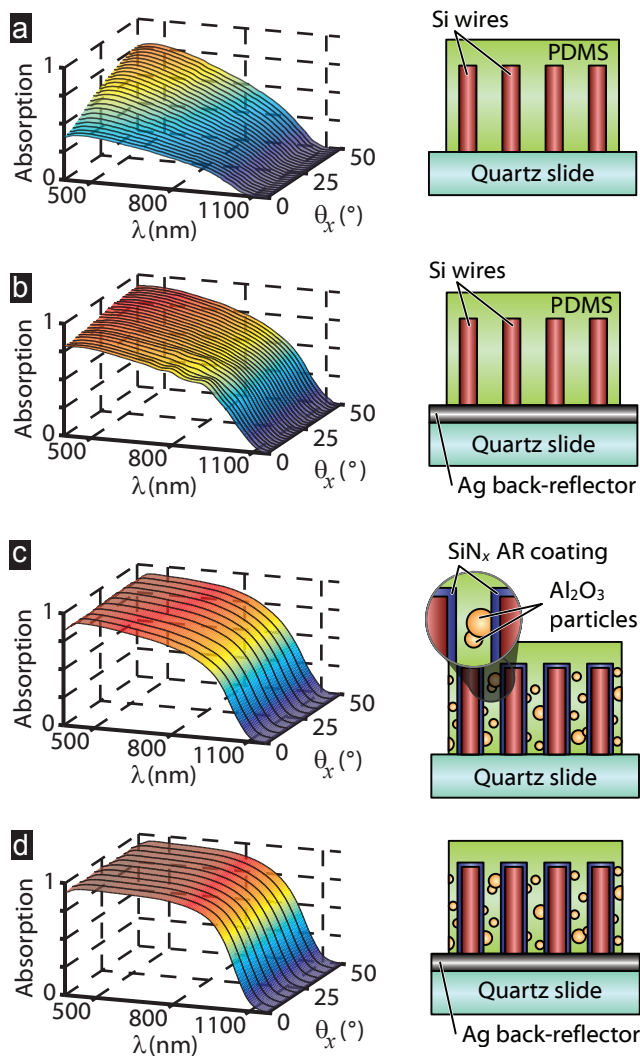 a
1
0
Absorption
500
800
1100
λ (nm)
0
25
50
θx (°)
Si wires
PDMS
Quartz slide
b
1
0
Absorption
500
800
1100
λ (nm)
0
25
50
θx (°)
Si wires
PDMS
Quartz slide
Ag back-reflector
c
1
0
Absorption
500
800
1100
λ (nm)
0
25
50
θx (°)
SiNx AR coating
Al2O3
particles
Quartz slide
d
1
0
Absorption
500
800
1100
λ (nm)
0
25
50
θx (°)
Quartz slide
Ag back-reflector